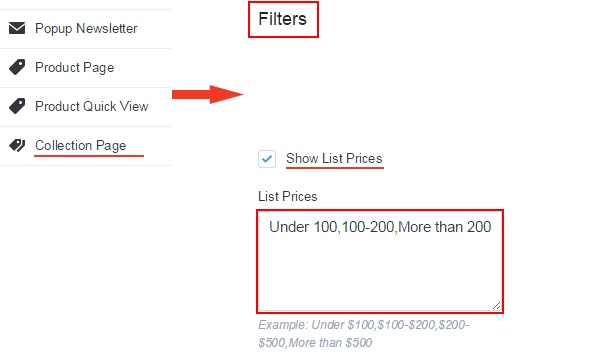 Popup Newsletter
Product Page
Product Quick View
Collection Page
Filters
Show List Prices
List Prices
Under 100,100-200,More than 200
Example: Under $100,$100-$200,$200-
$500,More than $500